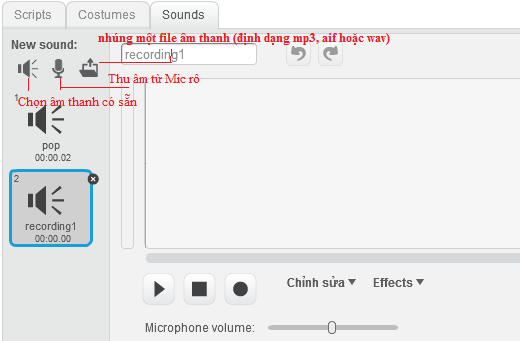 Scripts
Costumes
Sounds
New sound:
nhúng một file âm thanh (định dạng mp3, aif hoặc wav)
recording1
Thu âm từ Mic rô
Chọn âm thanh có sẵn
1
pop
00:00.02
2
recording1
00:00.00
Chỉnh sửa
Effects
Microphone volume: